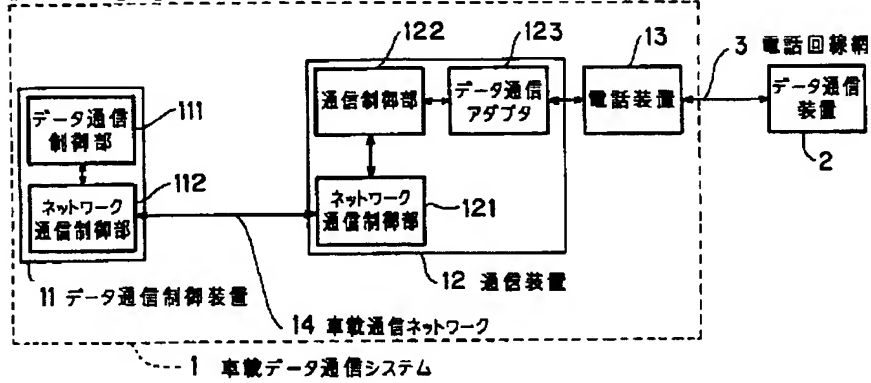 122
123
13
3 電話回線網
通信制御部
データ通信
アダプタ
電話装置
データ通信
装置
2
データ通信
制御部
111
112
ネットワーク
通信制御部
ネットワーク
通信制御部
121
12 通信装置
11 データ通信制御装置
14 車載通信ネットワーク
1 車載データ通信システム